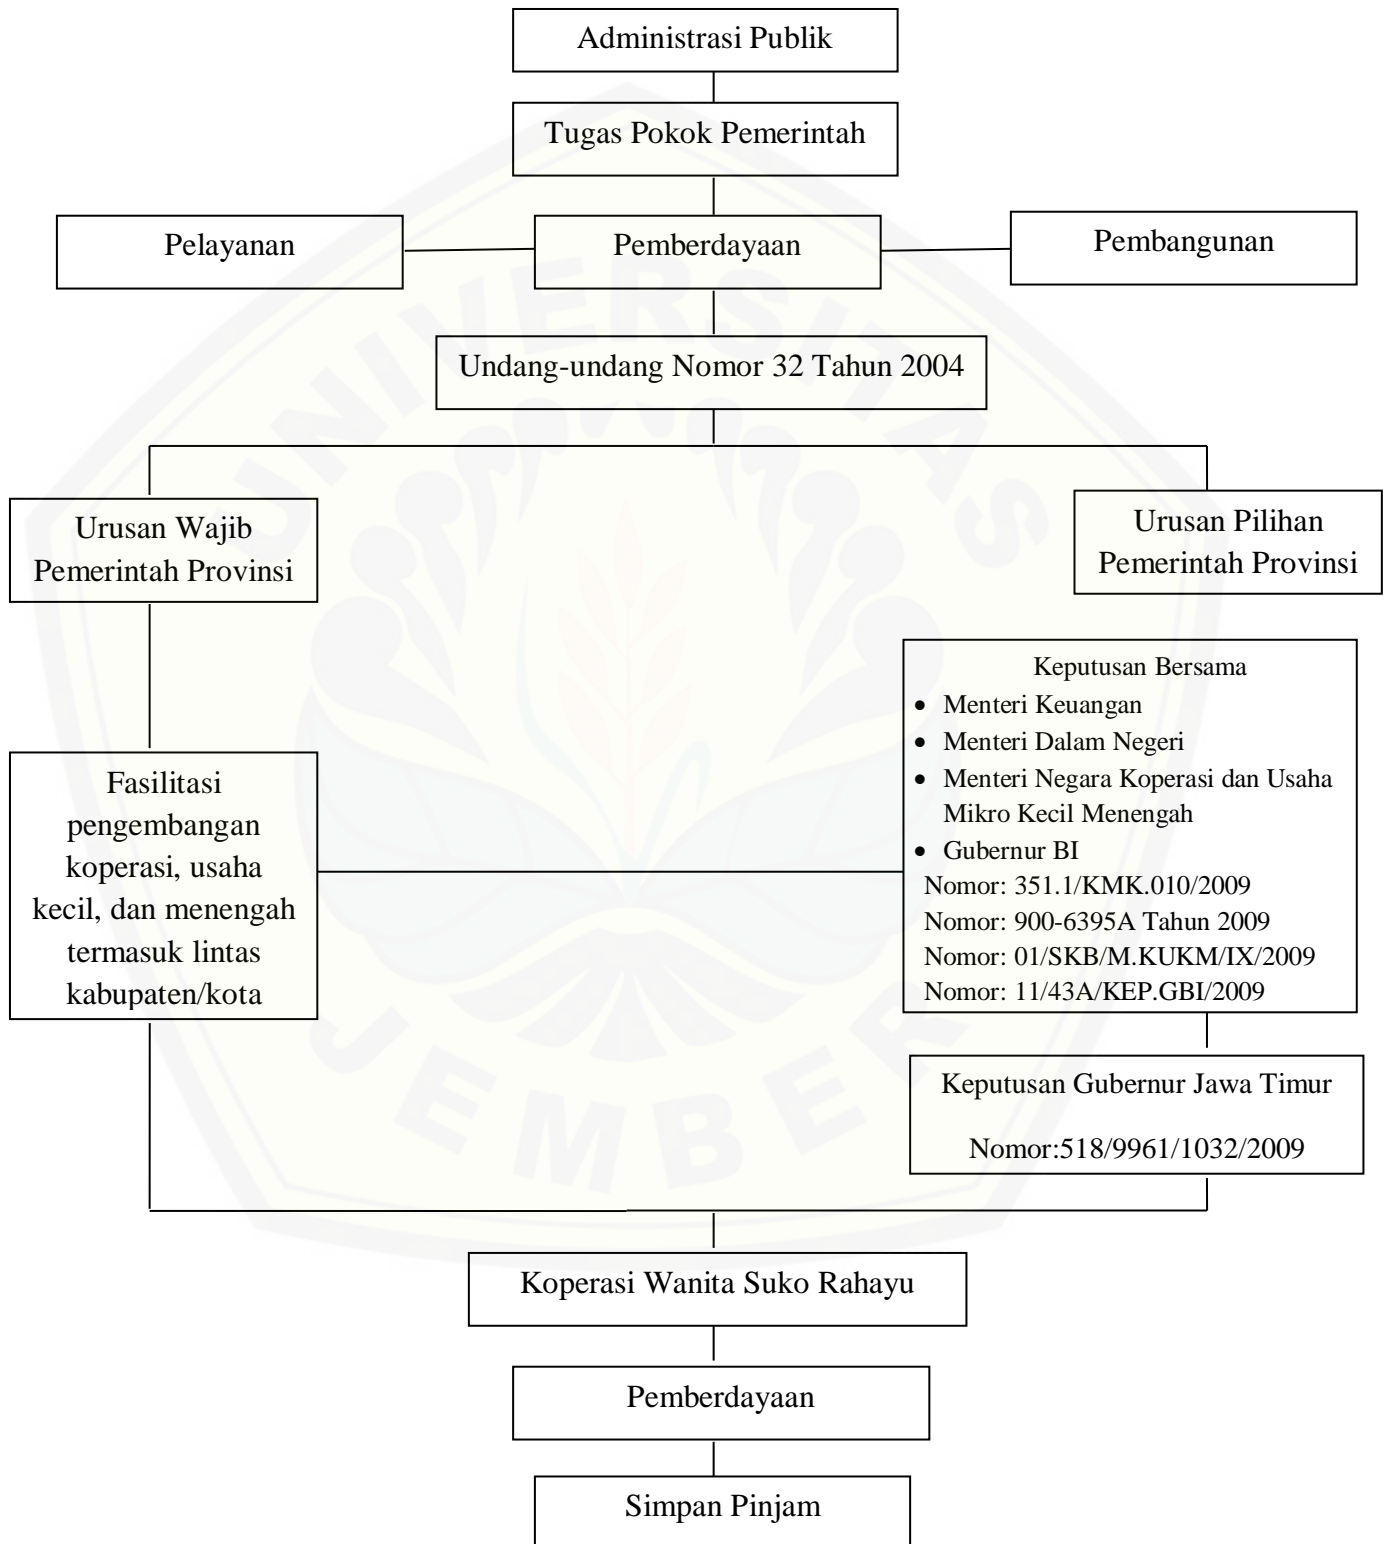 Administrasi Publik
Tugas Pokok Pemerintah
Pelayanan
Pemberdayaan
Pembangunan
Undang-undang Nomor 32 Tahun 2004
Urusan Wajib
Pemerintah Provinsi
Urusan Pilihan
Pemerintah Provinsi
Keputusan Bersama
• Menteri Keuangan
• Menteri Dalam Negeri
• Menteri Negara Koperasi dan Usaha
Mikro Kecil Menengah
• Gubernur BI
Nomor: 351.1/KMK.010/2009
Nomor: 900-6395A Tahun 2009
Nomor: 01/SKB/M.KUKM/IX/2009
Nomor: 11/43A/KEP.GBI/2009
Fasilitasi
pengembangan
koperasi, usaha
kecil, dan menengah
termasuk lintas
kabupaten/kota
Keputusan Gubernur Jawa Timur
Nomor:518/9961/1032/2009
Koperasi Wanita Suko Rahayu
Pemberdayaan
Simpan Pinjam
UNIVERSITAS
JEMBER